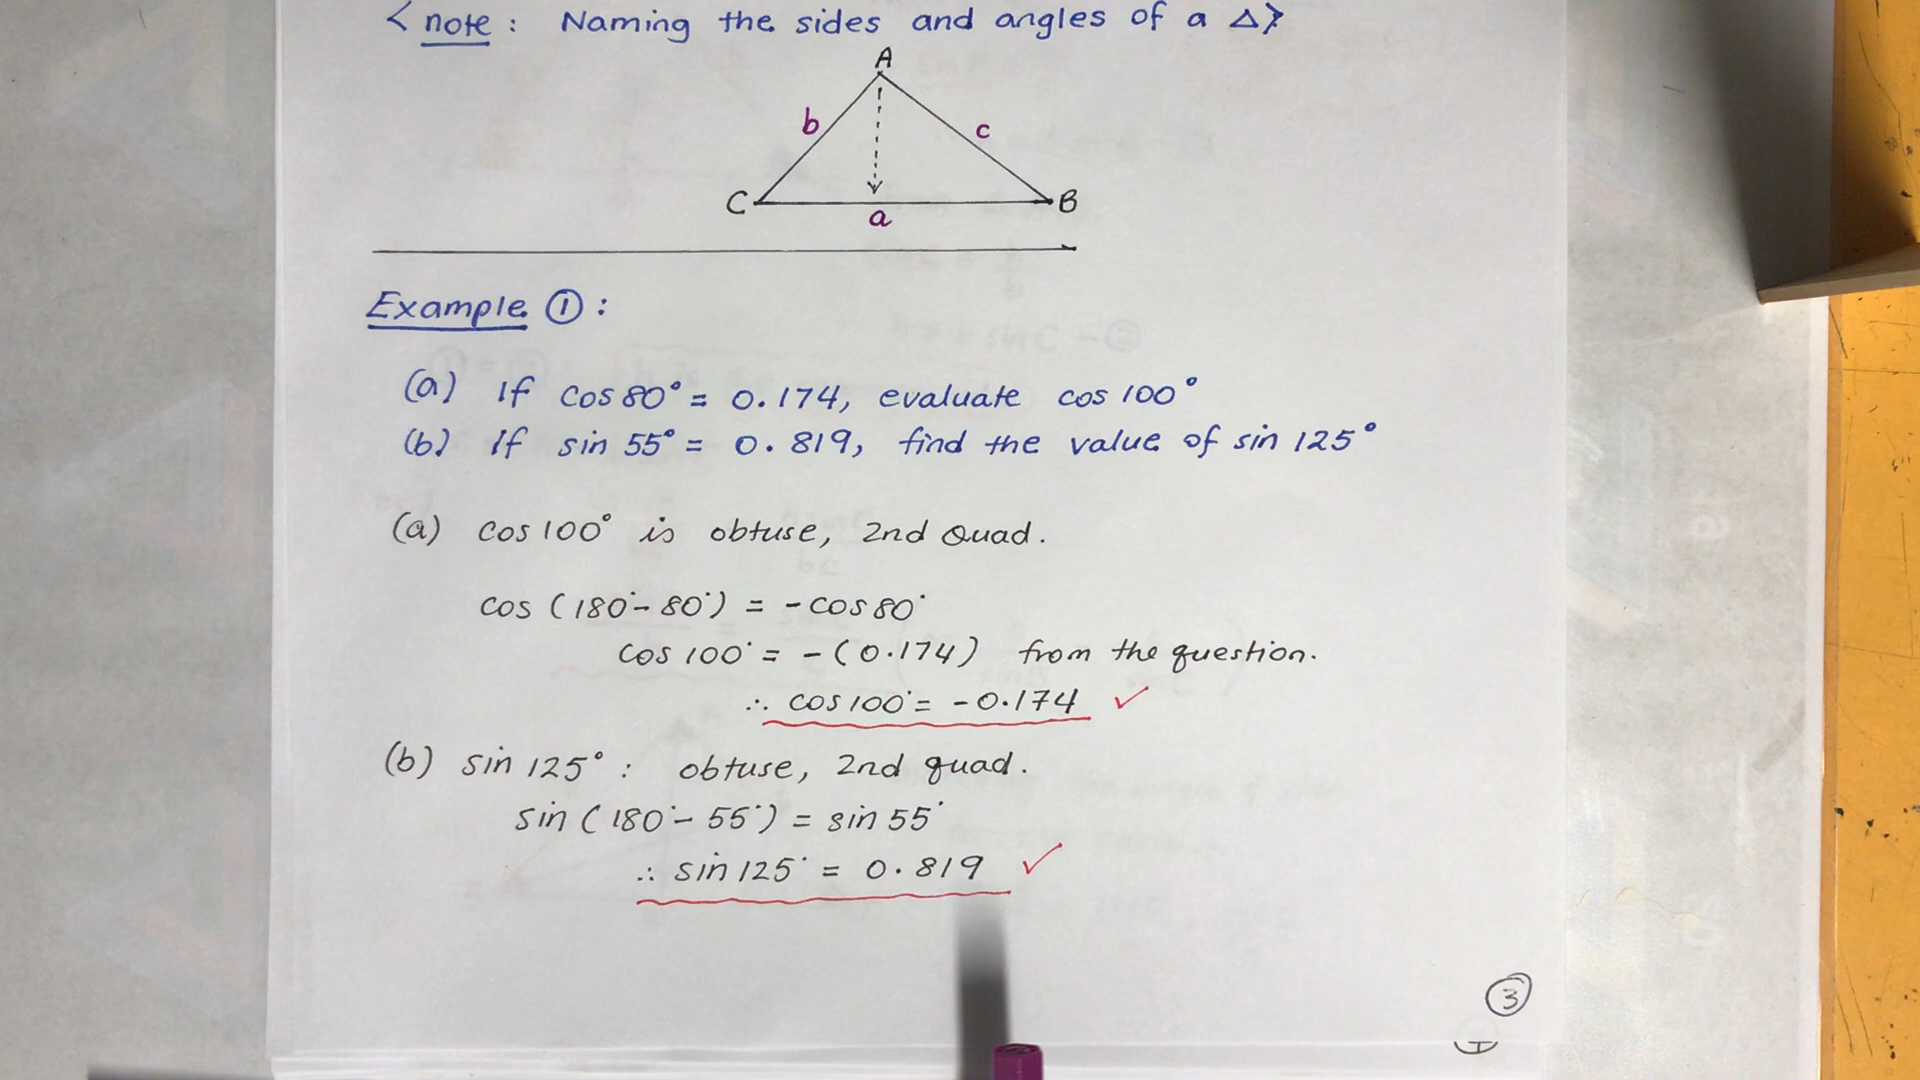 < note : Naming the sides and angles of a Δ>
A
b
c
C
B
a
Example ① :
(a) If cos 80° = 0.174, evaluate cos 100°
(b) If sin 55° = 0.819, find the value of sin 125°
(a) cos 100° is obtuse, 2nd Quad.
cos (180° - 80°) = - cos 80°
cos 100° = - (0.174) from the question.
∴ cos 100° = - 0.174 ✓
(b) sin 125° : obtuse, 2nd quad.
sin (180° - 55°) = sin 55°
∴ sin 125° = 0.819 ✓
③